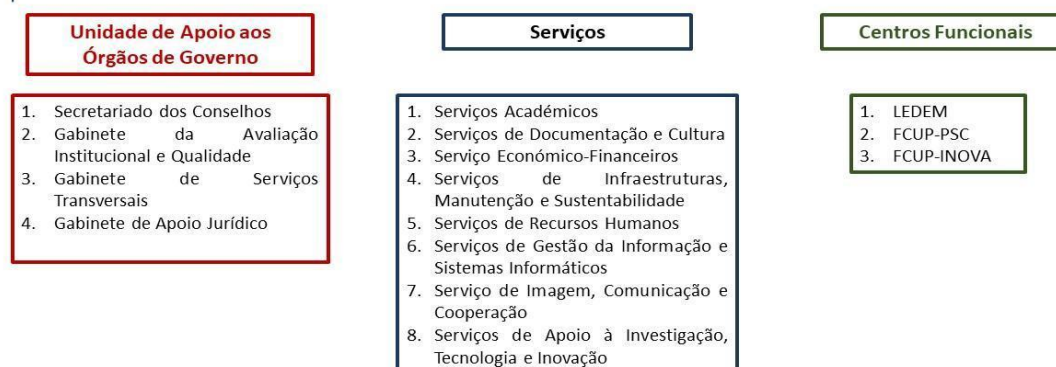 Unidade de Apoio aos
Órgãos de Governo
1. Secretariado dos Conselhos
2. Gabinete da Avaliação
Institucional e Qualidade
3. Gabinete de Serviços
Transversais
4. Gabinete de Apoio Jurídico
Serviços
1. Serviços Académicos
2. Serviços de Documentação e Cultura
3. Serviço Económico-Financeiros
4. Serviços de Infraestruturas,
Manutenção e Sustentabilidade
5. Serviços de Recursos Humanos
6. Serviços de Gestão da Informação e
Sistemas Informáticos
7. Serviço de Imagem, Comunicação e
Cooperação
8. Serviços de Apoio à Investigação,
Tecnologia e Inovação
Centros Funcionais
1. LEDEM
2. FCUP-PSC
3. FCUP-INOVA